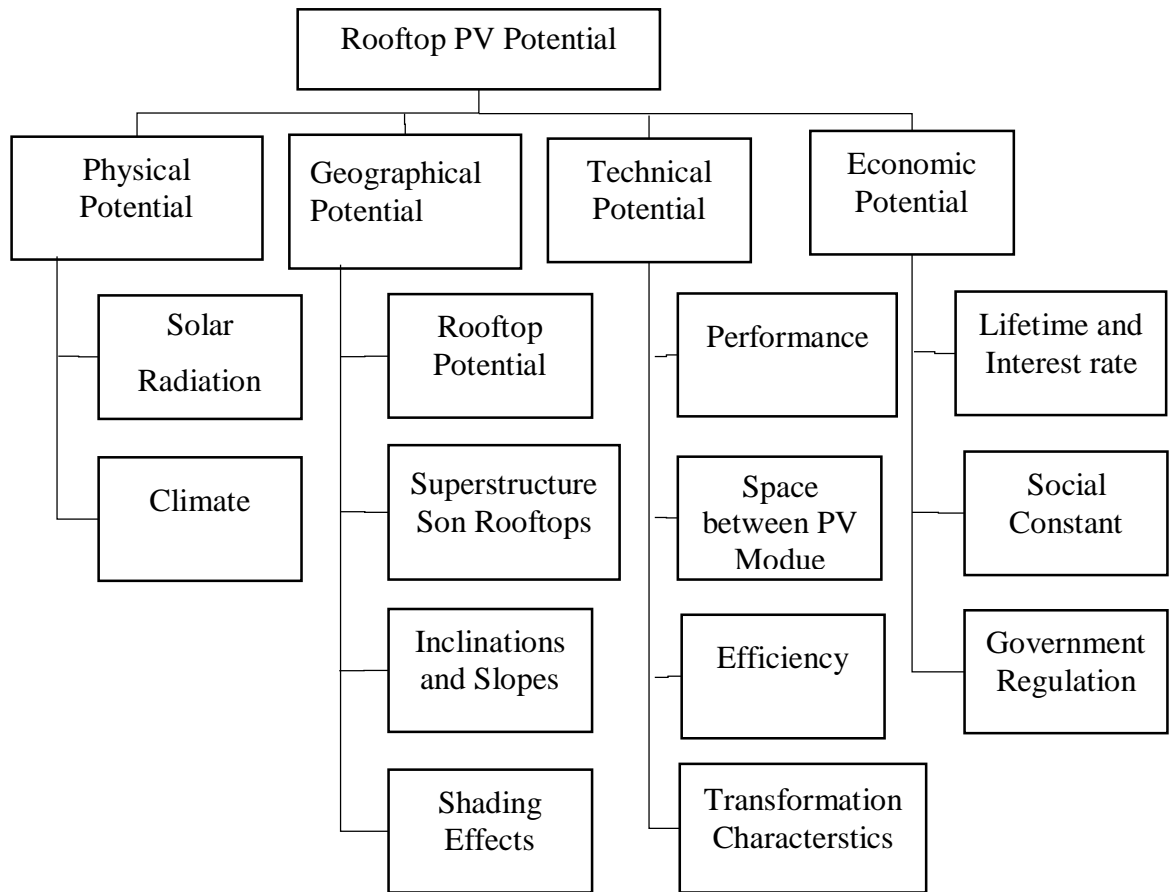 Rooftop PV Potential
Physical
Potential
Geographical
Potential
Technical
Potential
Economic
Potential
Solar
Radiation
Climate
Rooftop
Potential
Superstructure
Son Rooftops
Inclinations
and Slopes
Shading
Effects
Performance
Space
between PV
Modue
Efficiency
Transformation
Characterstics
Lifetime and
Interest rate
Social
Constant
Government
Regulation